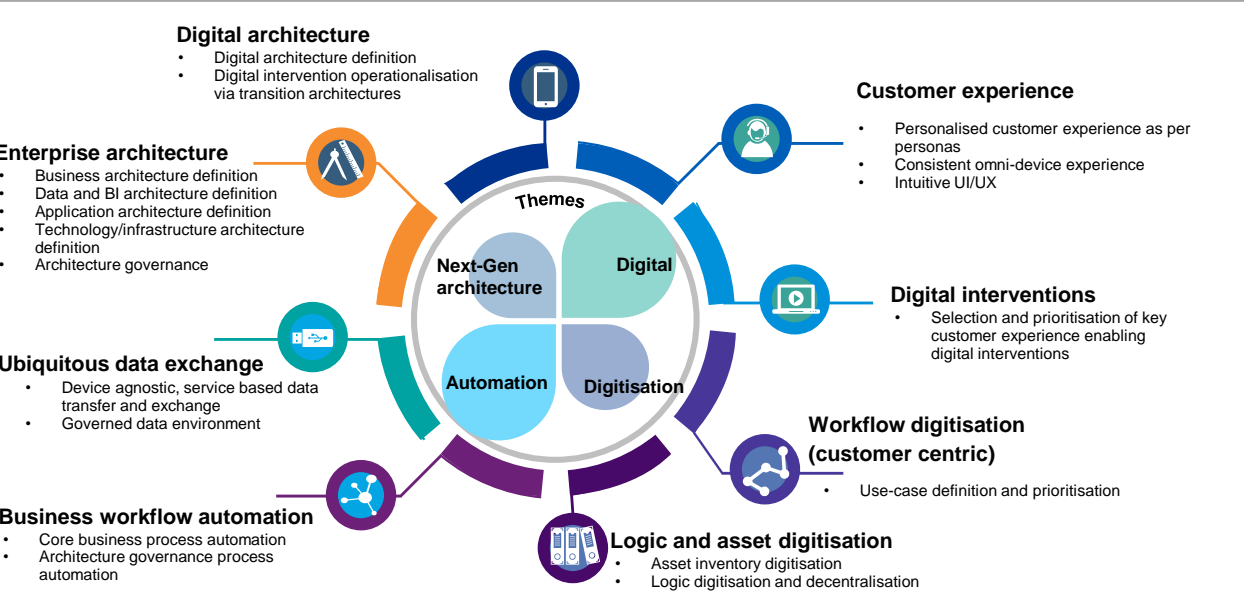 Digital architecture
• Digital architecture definition
• Digital intervention operationalisation
via transition architectures
Customer experience
• Personalised customer experience as per
personas
• Consistent omni-device experience
• Intuitive UI/UX
Enterprise architecture
• Business architecture definition
• Data and BI architecture definition
• Application architecture definition
• Technology/infrastructure architecture
definition
• Architecture governance
Themes
Next-Gen
architecture
Digital
Automation
Digitisation
Digital interventions
• Selection and prioritisation of key
customer experience enabling
digital interventions
Ubiquitous data exchange
• Device agnostic, service based data
transfer and exchange
• Governed data environment
Workflow digitisation
(customer centric)
• Use-case definition and prioritisation
Business workflow automation
• Core business process automation
• Architecture governance process
automation
Logic and asset digitisation
• Asset inventory digitisation
• Logic digitisation and decentralisation